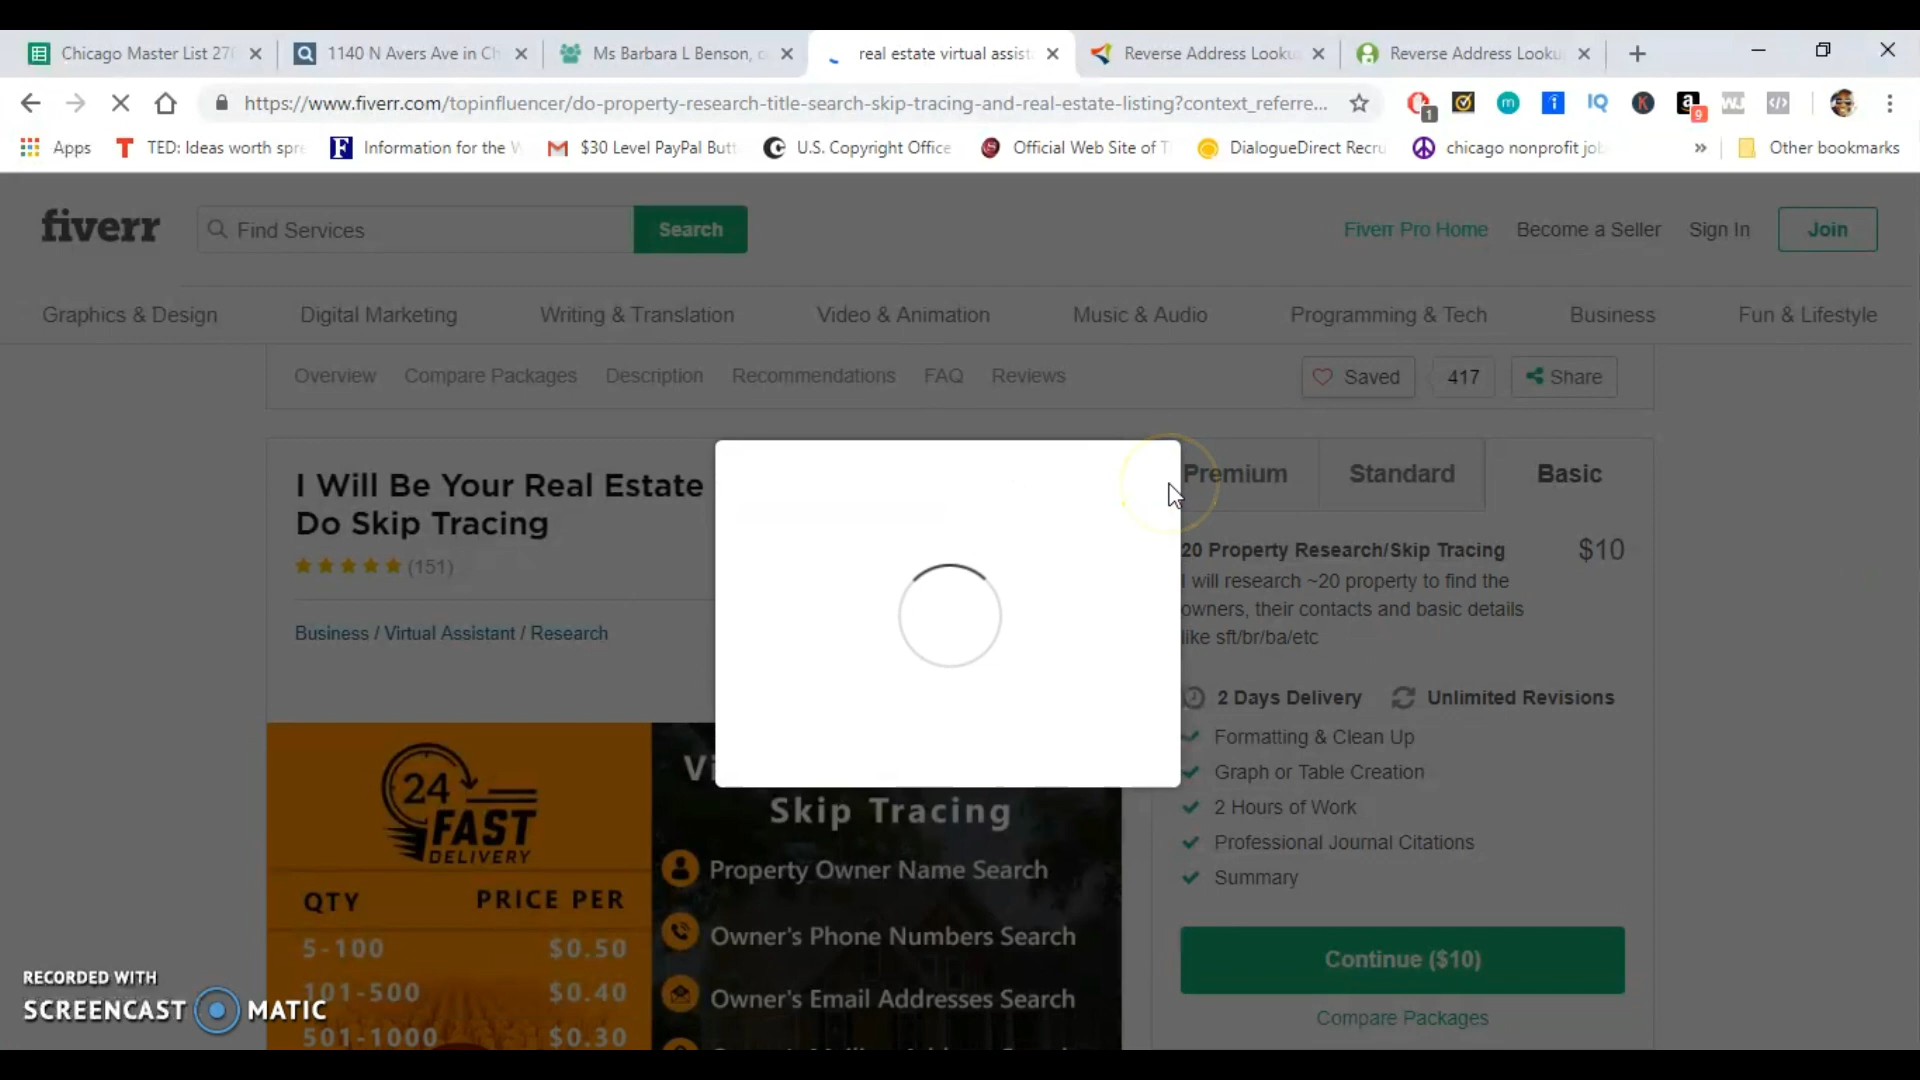 Chicago Master List 270
1140 N Avers Ave in Ch
Ms Barbara L Benson, o
real estate virtual assist
Reverse Address Looku
Reverse Address Looku
https://www.fiverr.com/topinfluencer/do-property-research-title-search-skip-tracing-and-real-estate-listing?context_referre...
1
m
IQ
K
a
9
WJ
</>
Apps
T TED: Ideas worth spre
F Information for the W
$30 Level PayPal Butt
U.S. Copyright Office
Official Web Site of T
DialogueDirect Recru
chicago nonprofit job
»
Other bookmarks
fiverr
Find Services
Search
Fiverr Pro Home
Become a Seller
Sign In
Join
Graphics & Design
Digital Marketing
Writing & Translation
Video & Animation
Music & Audio
Programming & Tech
Business
Fun & Lifestyle
Overview
Compare Packages
Description
Recommendations
FAQ
Reviews
Saved
417
Share
I Will Be Your Real Estate
Do Skip Tracing
(151)
Business / Virtual Assistant / Research
Premium
Standard
Basic
20 Property Research/Skip Tracing
$10
I will research ~20 property to find the
owners, their contacts and basic details
like sft/br/ba/etc
2 Days Delivery
Unlimited Revisions
Formatting & Clean Up
Graph or Table Creation
2 Hours of Work
Professional Journal Citations
Summary
Continue ($10)
Compare Packages
24
FAST
DELIVERY
QTY PRICE PER
5-100 $0.50
101-500 $0.40
501-1000 $0.30
Skip Tracing
Property Owner Name Search
Owner's Phone Numbers Search
Owner's Email Addresses Search
RECORDED WITH
SCREENCAST MATIC